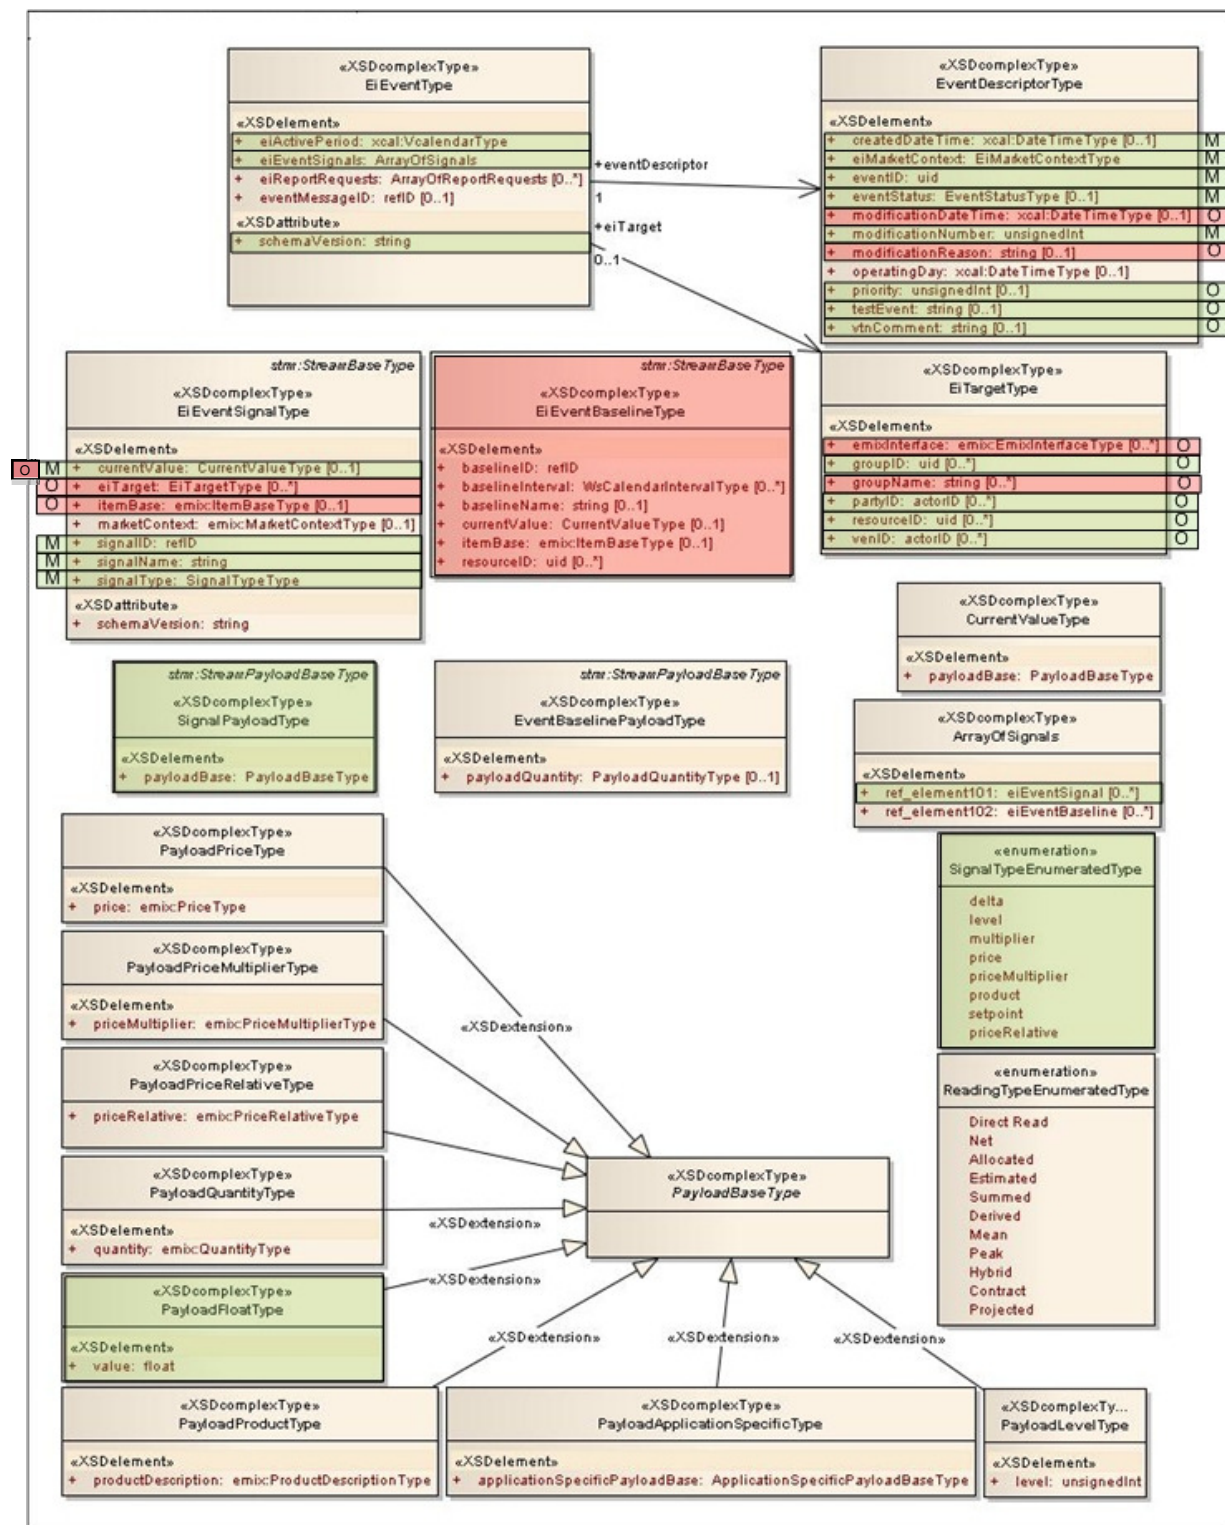 «XSDcomplexType»
EiEventType
«XSDelement»
+ eiActivePeriod: xcal:VcalendarType
+ eiEventSignals: ArrayOfSignals
+ eiReportRequests: ArrayOfReportRequests [0..*]
+ eventMessageID: refID [0..1]
«XSDattribute»
+ schemaVersion: string
+eventDescriptor
1
+eiTarget
0..1
«XSDcomplexType»
EventDescriptorType
«XSDelement»
+ createdDateTime: xcal:DateTimeType [0..1] M
+ eiMarketContext: EiMarketContextType M
+ eventID: uid M
+ eventStatus: EventStatusType [0..1] M
+ modificationDateTime: xcal:DateTimeType [0..1] O
+ modificationNumber: unsignedInt M
+ modificationReason: string [0..1] O
+ operatingDay: xcal:DateTimeType [0..1]
+ priority: unsignedInt [0..1] O
+ testEvent: string [0..1] O
+ vtnComment: string [0..1] O
stmr:StreamBaseType
«XSDcomplexType»
EiEventSignalType
«XSDelement»
O M + currentValue: CurrentValueType [0..1]
O + eiTarget: EiTargetType [0..*]
O + itemBase: emix:ItemBaseType [0..1]
+ marketContext: emix:MarketContextType [0..1]
M + signalID: refID
M + signalName: string
M + signalType: SignalTypeType
«XSDattribute»
+ schemaVersion: string
stmr:StreamBaseType
«XSDcomplexType»
EiEventBaselineType
«XSDelement»
+ baselineID: refID
+ baselineInterval: WsCalendarIntervalType [0..*]
+ baselineName: string [0..1]
+ currentValue: CurrentValueType [0..1]
+ itemBase: emix:ItemBaseType [0..1]
+ resourceID: uid [0..*]
«XSDcomplexType»
EiTargetType
«XSDelement»
+ emixInterface: emix:EmixInterfaceType [0..*] O
+ groupID: uid [0..*] O
+ groupName: string [0..*] O
+ partyID: actorID [0..*] O
+ resourceID: uid [0..*] O
+ venID: actorID [0..*] O
«XSDcomplexType»
CurrentValueType
«XSDelement»
+ payloadBase: PayloadBaseType
stmr:StreamPayloadBaseType
«XSDcomplexType»
SignalPayloadType
«XSDelement»
+ payloadBase: PayloadBaseType
stmr:StreamPayloadBaseType
«XSDcomplexType»
EventBaselinePayloadType
«XSDelement»
+ payloadQuantity: PayloadQuantityType [0..1]
«XSDcomplexType»
ArrayOfSignals
«XSDelement»
+ ref_element101: eiEventSignal [0..*]
+ ref_element102: eiEventBaseline [0..*]
«enumeration»
SignalTypeEnumeratedType
delta
level
multiplier
price
priceMultiplier
product
setpoint
priceRelative
«enumeration»
ReadingTypeEnumeratedType
Direct Read
Net
Allocated
Estimated
Summed
Derived
Mean
Peak
Hybrid
Contract
Projected
«XSDcomplexType»
PayloadPriceType
«XSDelement»
+ price: emix:PriceType
«XSDcomplexType»
PayloadPriceMultiplierType
«XSDelement»
+ priceMultiplier: emix:PriceMultiplierType
«XSDextension»
«XSDcomplexType»
PayloadPriceRelativeType
+ priceRelative: emix:PriceRelativeType
«XSDcomplexType»
PayloadQuantityType
«XSDelement»
+ quantity: emix:QuantityType
«XSDcomplexType»
PayloadBaseType
«XSDextension»
«XSDextension»
«XSDcomplexType»
PayloadFloatType
«XSDelement»
+ value: float
«XSDextension»
«XSDextension»
«XSDextension»
«XSDcomplexType»
PayloadProductType
«XSDelement»
+ productDescription: emix:ProductDescriptionType
«XSDcomplexType»
PayloadApplicationSpecificType
«XSDelement»
+ applicationSpecificPayloadBase: ApplicationSpecificPayloadBaseType
«XSDcomplexTy...
PayloadLevelType
«XSDelement»
+ level: unsignedInt